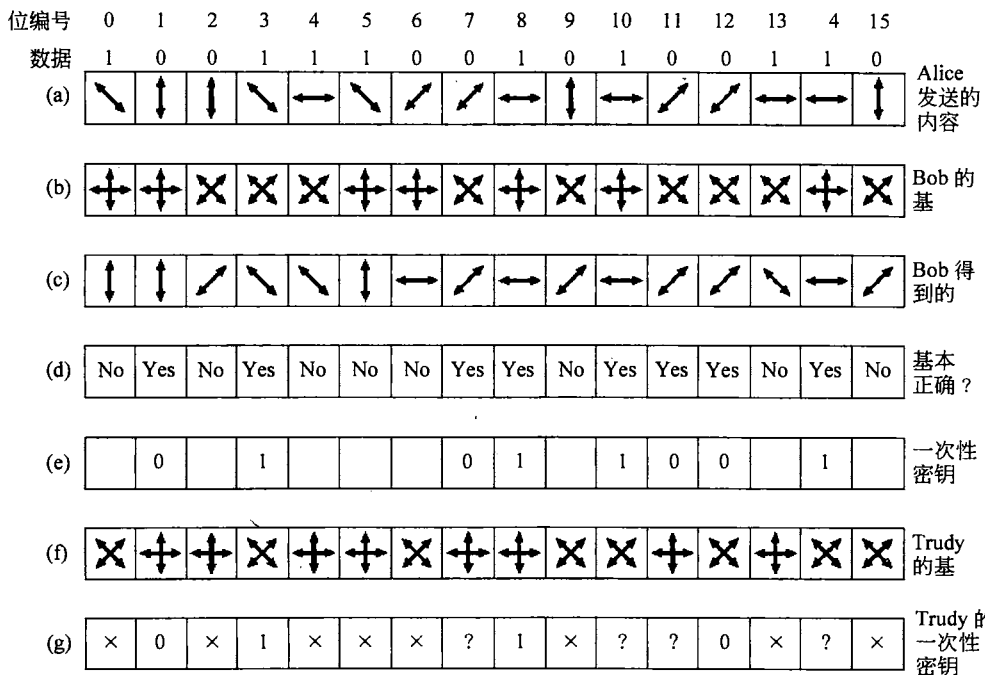 位编号 0 1 2 3 4 5 6 7 8 9 10 11 12 13 4 15
数据 1 0 0 1 1 1 0 0 1 0 1 0 0 1 1 0
(a) Alice
发送的
内容
(b) Bob 的
基
(c) Bob 得
到的
(d) No Yes No Yes No No No Yes Yes No Yes Yes Yes No Yes No 基本
正确?
(e) 0 1 0 1 1 0 0 1 一次性
密钥
(f) Trudy
的基
(g) × 0 × 1 × × × ? 1 × ? ? 0 × ? × Trudy 的
一次性
密钥